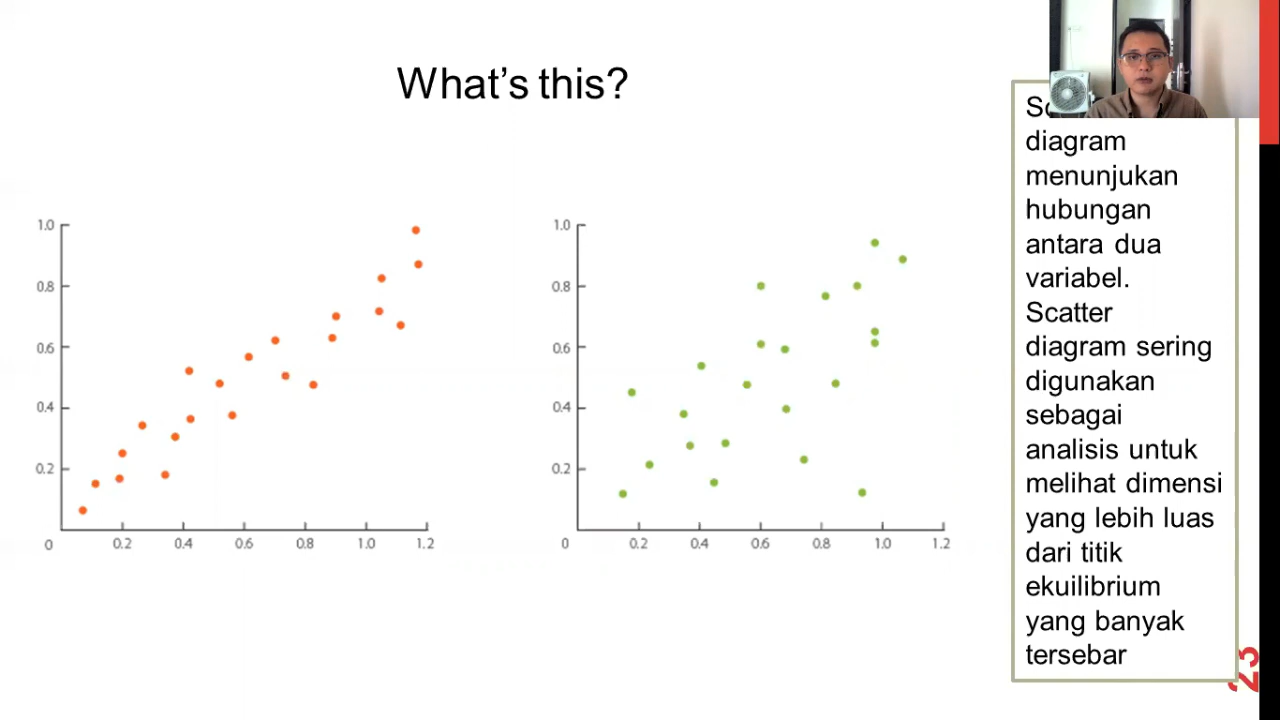 What's this?
1.0
0.8
0.6
0.4
0.2
0
0.2 0.4 0.6 0.8 1.0 1.2
1.0
0.8
0.6
0.4
0.2
0
0.2 0.4 0.6 0.8 1.0 1.2
diagram
menunjukan
hubungan
antara dua
variabel.
Scatter
diagram sering
digunakan
sebagai
analisis untuk
melihat dimensi
yang lebih luas
dari titik
ekuilibrium
yang banyak
tersebar
23